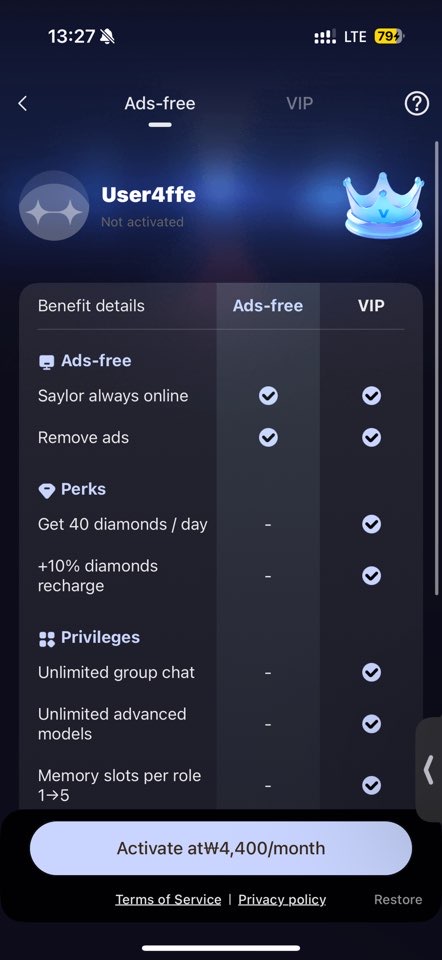 13:27
LTE
79
Ads-free
VIP
?
User4ffe
Not activated
V
Benefit details
Ads-free
VIP
Ads-free
Saylor always online
Remove ads
Perks
Get 40 diamonds / day
-
+10% diamonds
recharge
-
Privileges
Unlimited group chat
-
Unlimited advanced
models
-
Memory slots per role
1→5
-
Activate at₩4,400/month
Terms of Service | Privacy policy
Restore